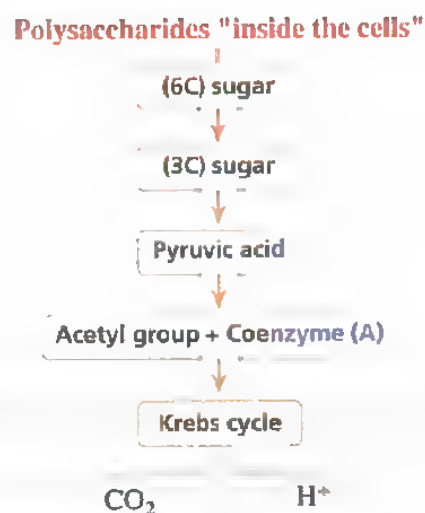 Polysaccharides "inside the cells"
(6C) sugar
(3C) sugar
Pyruvic acid
Acetyl group + Coenzyme (A)
Krebs cycle
CO₂ H⁺